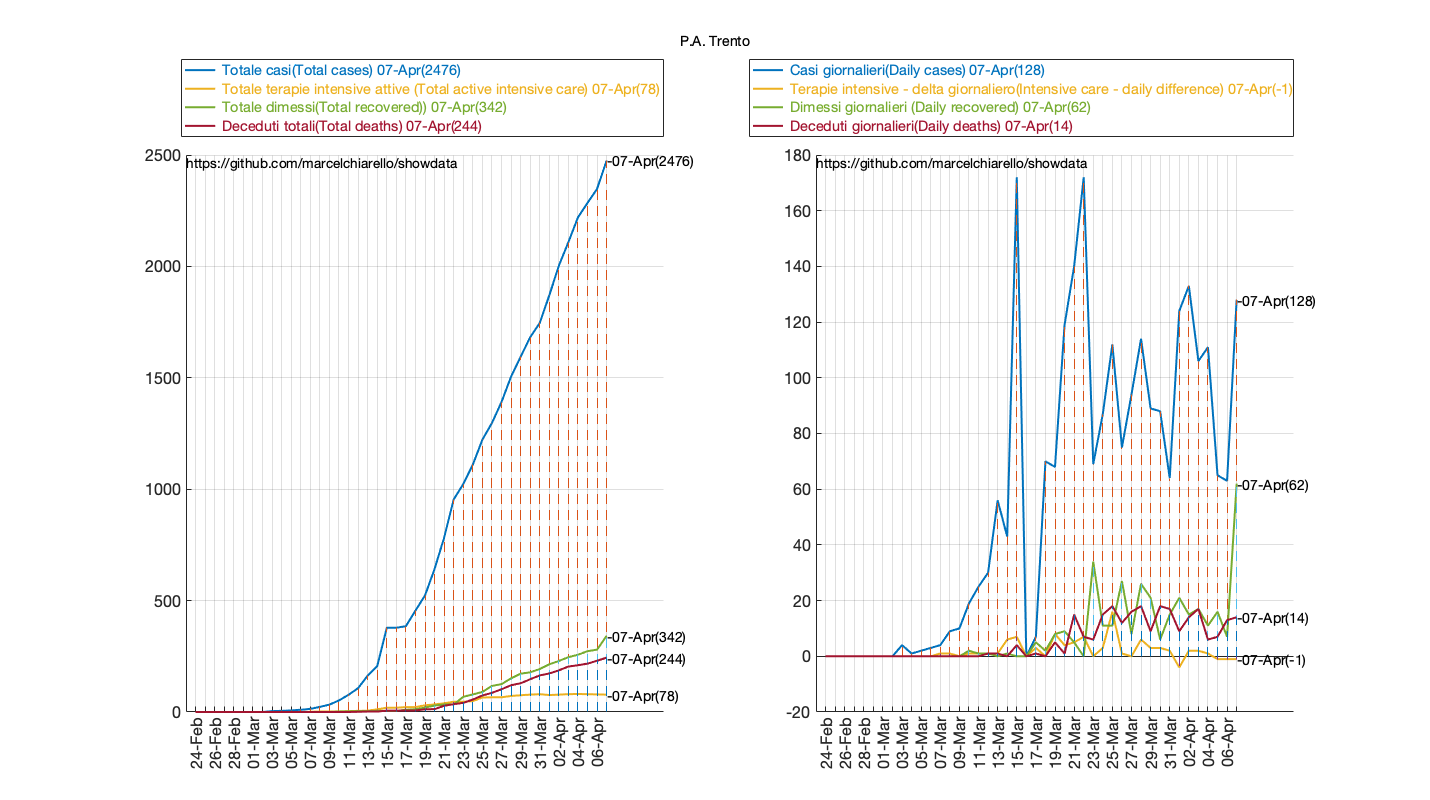 P.A. Trento
Totale casi(Total cases) 07-Apr(2476)
Totale terapie intensive attive (Total active intensive care) 07-Apr(78)
Totale dimessi(Total recovered)) 07-Apr(342)
Deceduti totali(Total deaths) 07-Apr(244)
2500
https://github.com/marcelchiarello/showdata
-07-Apr(2476)
2000
1500
1000
500
-07-Apr(342)
-07-Apr(244)
-07-Apr(78)
0
24-Feb
26-Feb
28-Feb
01-Mar
03-Mar
05-Mar
07-Mar
09-Mar
11-Mar
13-Mar
15-Mar
17-Mar
19-Mar
21-Mar
23-Mar
25-Mar
27-Mar
29-Mar
31-Mar
02-Apr
04-Apr
06-Apr
Casi giornalieri(Daily cases) 07-Apr(128)
Terapie intensive - delta giornaliero(Intensive care - daily difference) 07-Apr(-1)
Dimessi giornalieri (Daily recovered) 07-Apr(62)
Deceduti giornalieri(Daily deaths) 07-Apr(14)
180
https://github.com/marcelchiarello/showdata
160
140
120
-07-Apr(128)
100
80
60
-07-Apr(62)
40
20
-07-Apr(14)
0
-07-Apr(-1)
-20
24-Feb
26-Feb
28-Feb
01-Mar
03-Mar
05-Mar
07-Mar
09-Mar
11-Mar
13-Mar
15-Mar
17-Mar
19-Mar
21-Mar
23-Mar
25-Mar
27-Mar
29-Mar
31-Mar
02-Apr
04-Apr
06-Apr